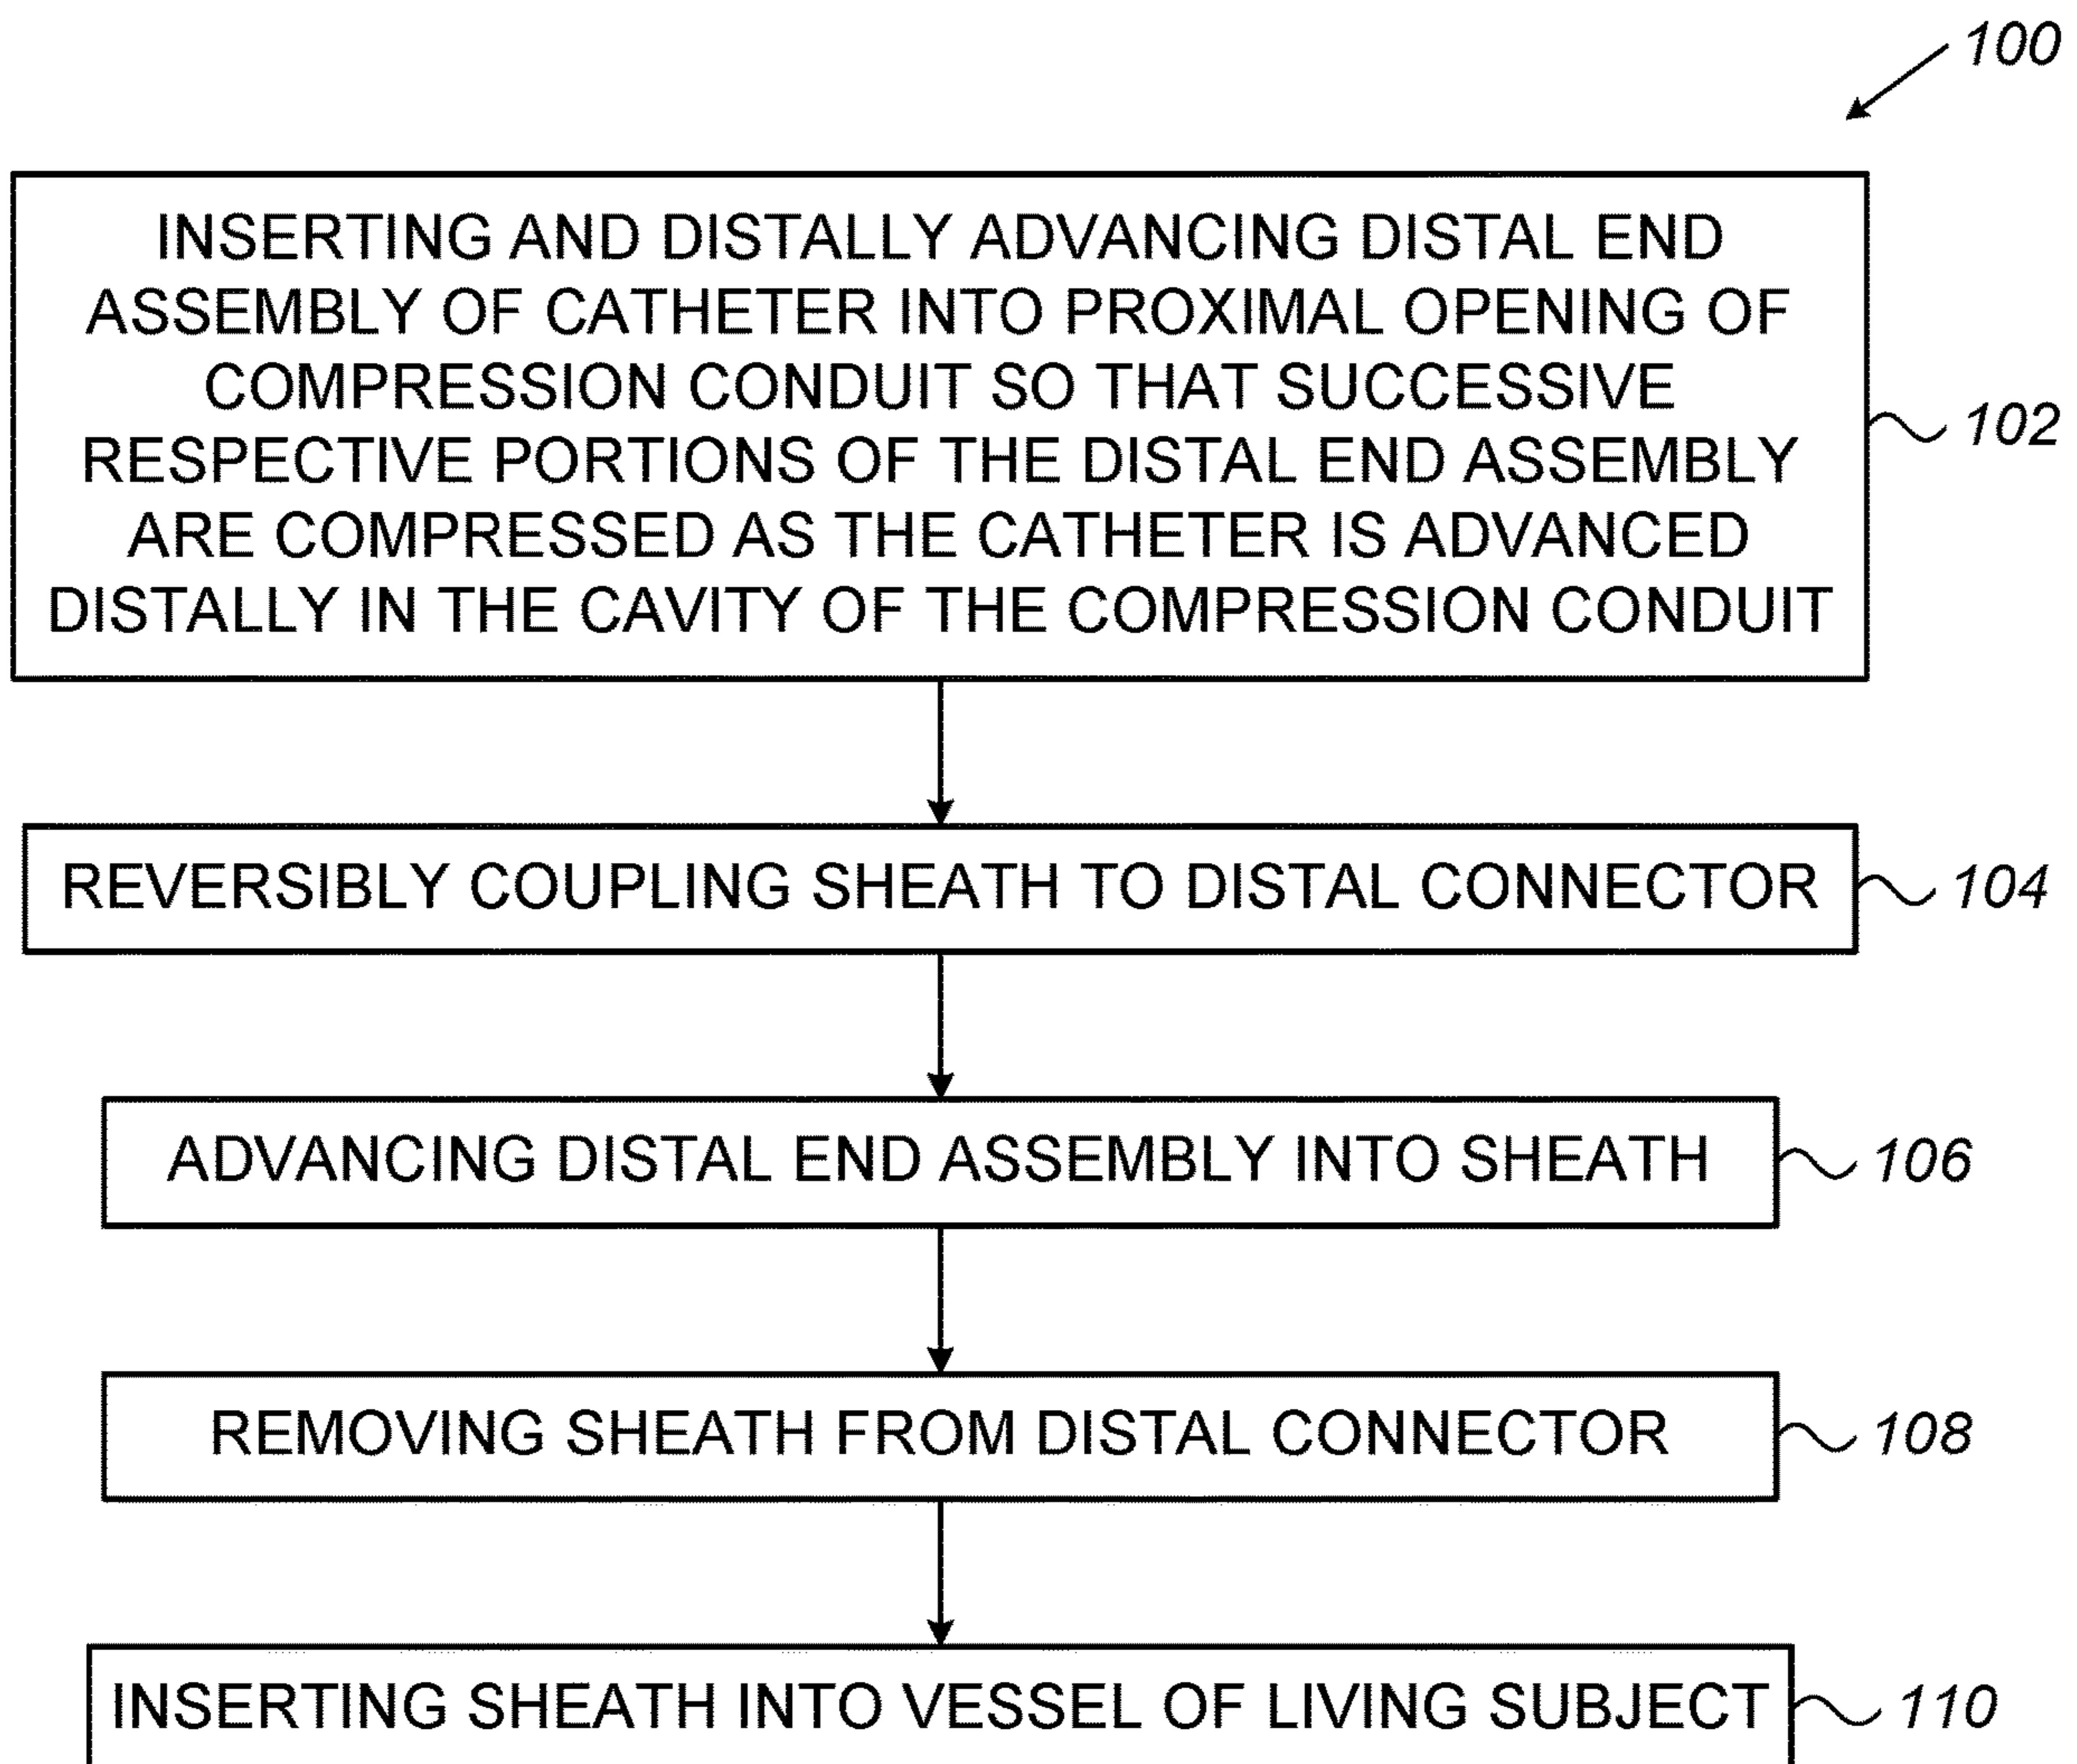 100
INSERTING AND DISTALLY ADVANCING DISTAL END
ASSEMBLY OF CATHETER INTO PROXIMAL OPENING OF
COMPRESSION CONDUIT SO THAT SUCCESSIVE
RESPECTIVE PORTIONS OF THE DISTAL END ASSEMBLY
ARE COMPRESSED AS THE CATHETER IS ADVANCED
DISTALLY IN THE CAVITY OF THE COMPRESSION CONDUIT
102
REVERSIBLY COUPLING SHEATH TO DISTAL CONNECTOR
104
ADVANCING DISTAL END ASSEMBLY INTO SHEATH
106
REMOVING SHEATH FROM DISTAL CONNECTOR
108
INSERTING SHEATH INTO VESSEL OF LIVING SUBJECT
110